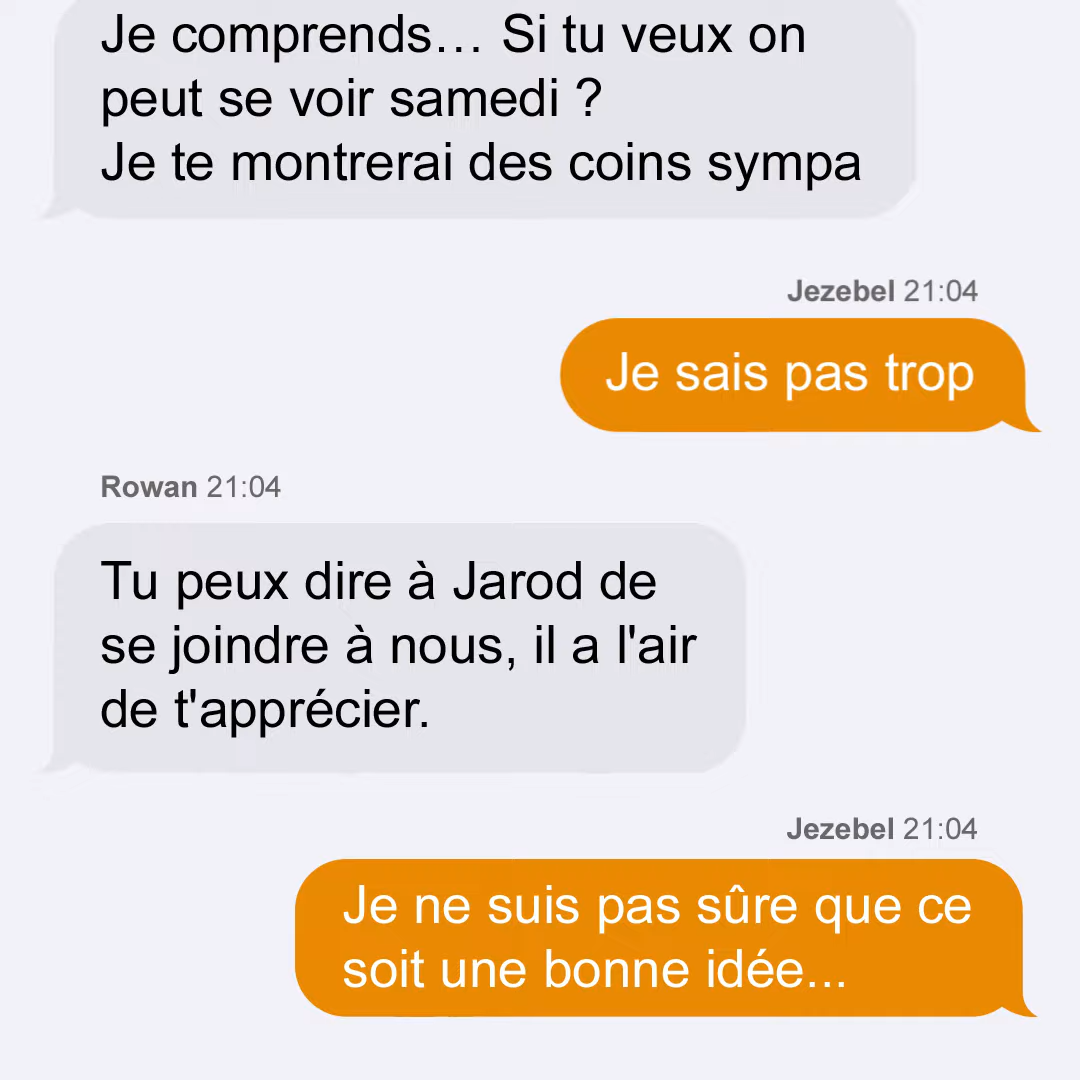 Je comprends... Si tu veux on
peut se voir samedi ?
Je te montrerai des coins sympa
Jezebel 21:04
Je sais pas trop
Rowan 21:04
Tu peux dire à Jarod de
se joindre à nous, il a l'air
de t'apprécier.
Jezebel 21:04
Je ne suis pas sûre que ce
soit une bonne idée...